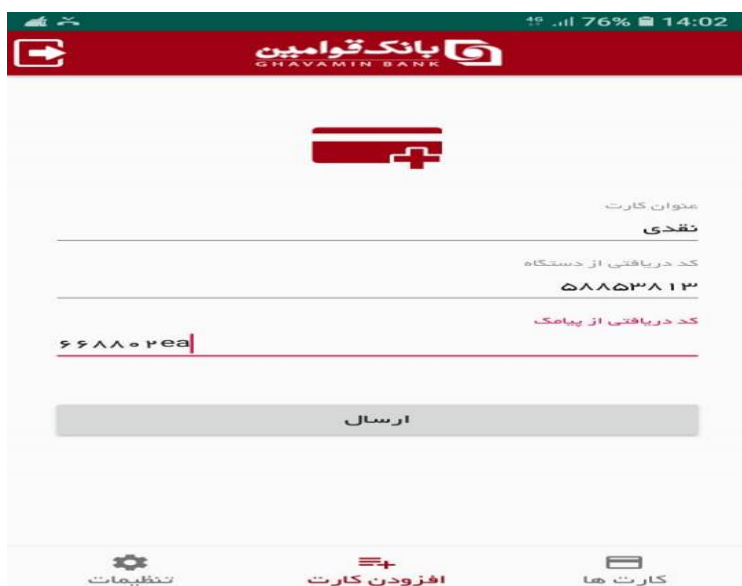 4G 76% 14:02
بانک قوامین
GHAVAMIN BANK
عنوان کارت
نقدی
کد دریافتی از دستگاه
۵۸۸۵۳۸۱۳
کد دریافتی از پیامک
۶۶۸۸۰۲ea
ارسال
کارت ها
افزودن کارت
تنظیمات